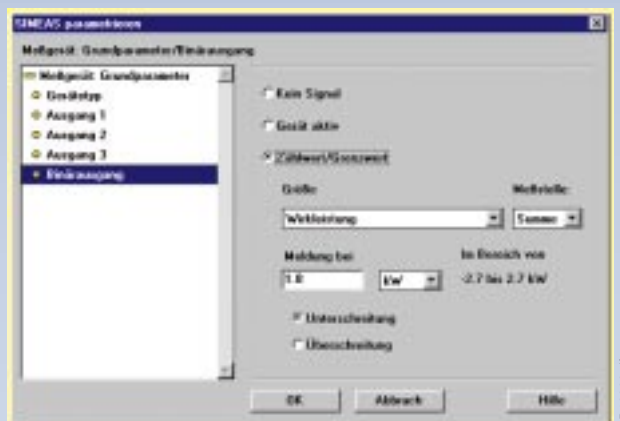 SIMEAS parametrieren
Meßgerät: Grundparameter/Binärausgang
Meßgerät: Grundparameter
Gerätetyp
Ausgang 1
Ausgang 2
Ausgang 3
Binärausgang
Kein Signal
Gerät aktiv
Zählwert/Grenzwert
Größe Meßstelle:
Wirkleistung Summe
Meldung bei Im Bereich von
1.8 kW -2.7 bis 2.7 kW
Unterschreitung
Überschreitung
OK Abbruch Hilfe